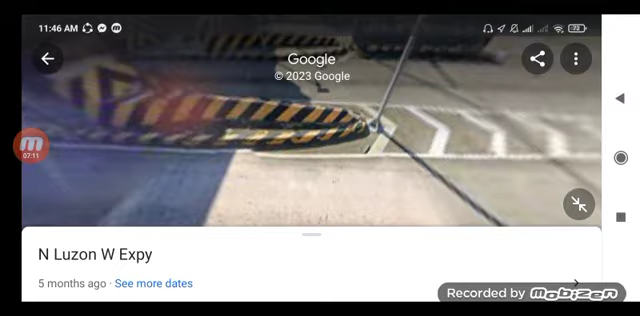 11:46 AM
72
Google
© 2023 Google
07:11
N Luzon W Expy
5 months ago · See more dates
Recorded by mobizen